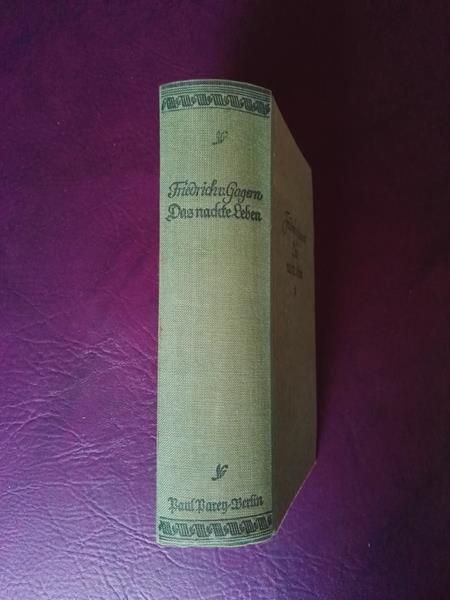 Friedrich v. Gagern
Das nackte Leben
Paul Parey-Berlin